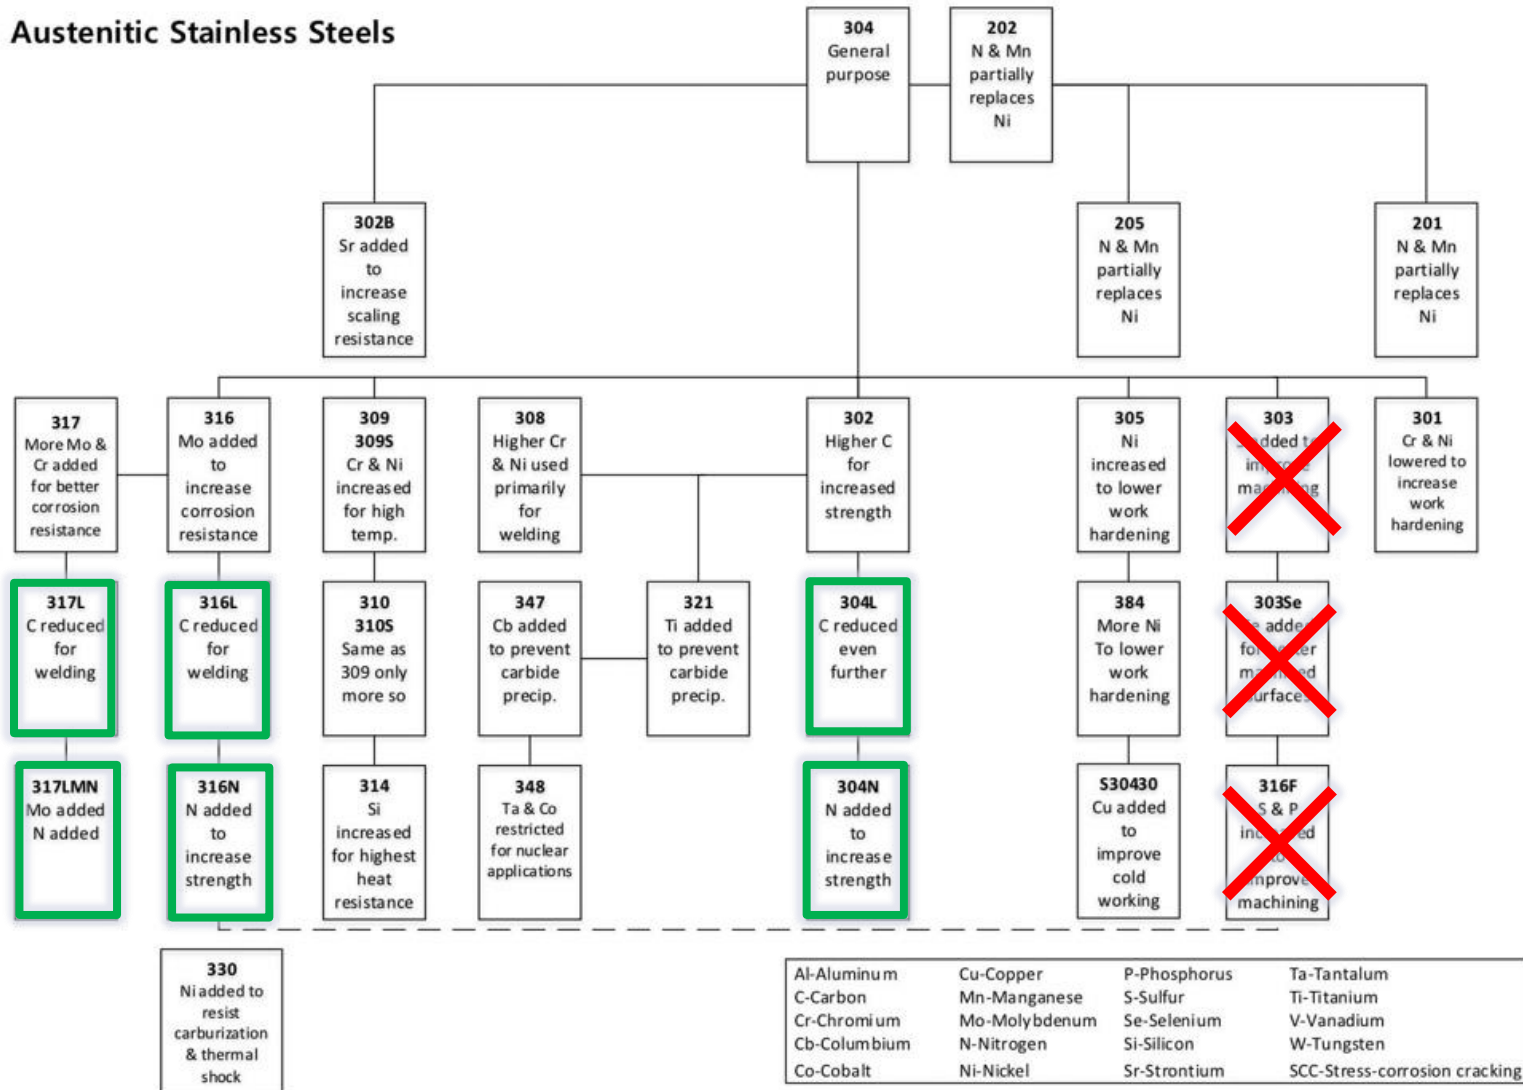 Austenitic Stainless Steels
304
General
purpose
202
N & Mn
partially
replaces
Ni
302B
Sr added
to
increase
scaling
resistance
205
N & Mn
partially
replaces
Ni
201
N & Mn
partially
replaces
Ni
317
More Mo &
Cr added
for better
corrosion
resistance
316
Mo added
to
increase
corrosion
resistance
309
309S
Cr & Ni
increased
for high
temp.
308
Higher Cr
& Ni used
primarily
for
welding
302
Higher C
for
increased
strength
305
Ni
increased
to lower
work
hardening
303
added to
improve
machining
301
Cr & Ni
lowered to
increase
work
hardening
317L
C reduced
for
welding
316L
C reduced
for
welding
310
310S
Same as
309 only
more so
347
Cb added
to prevent
carbide
precip.
321
Ti added
to prevent
carbide
precip.
304L
C reduced
even
further
384
More Ni
To lower
work
hardening
303Se
added
for
machined
surfaces
317LMN
Mo added
N added
316N
N added
to
increase
strength
314
Si
increased
for highest
heat
resistance
348
Ta & Co
restricted
for nuclear
applications
304N
N added
to
increase
strength
S30430
Cu added
to
improve
cold
working
316F
S & P
increased
to
improve
machining
330
Ni added to
resist
carburization
& thermal
shock
Al-Aluminum Cu-Copper P-Phosphorus Ta-Tantalum
C-Carbon Mn-Manganese S-Sulfur Ti-Titanium
Cr-Chromium Mo-Molybdenum Se-Selenium V-Vanadium
Cb-Columbium N-Nitrogen Si-Silicon W-Tungsten
Co-Cobalt Ni-Nickel Sr-Strontium SCC-Stress-corrosion cracking